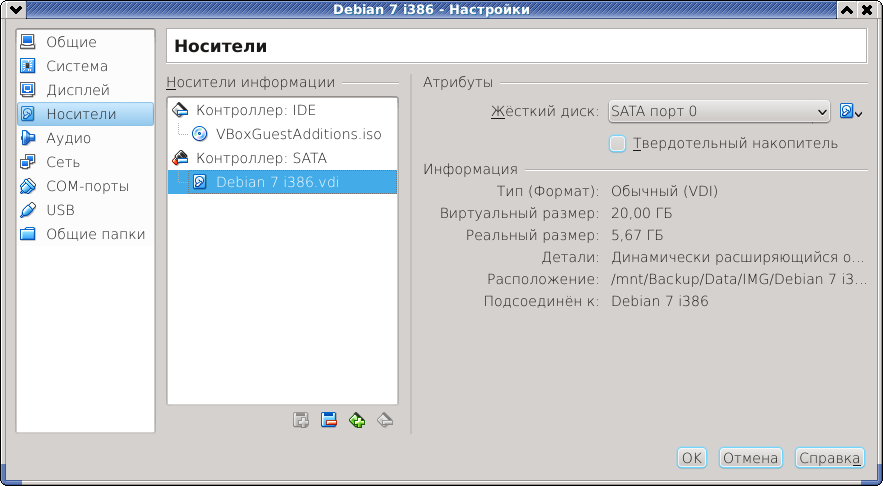 Debian 7 i386 - Настройки
Общие
Система
Дисплей
Носители
Аудио
Сеть
COM-порты
USB
Общие папки
Носители
Носители информации
Контроллер: IDE
VBoxGuestAdditions.iso
Контроллер: SATA
Debian 7 i386.vdi
Атрибуты
Жёсткий диск: SATA порт 0
Твердотельный накопитель
Информация
Тип (Формат): Обычный (VDI)
Виртуальный размер: 20,00 ГБ
Реальный размер: 5,67 ГБ
Детали: Динамически расширяющийся о...
Расположение: /mnt/Backup/Data/IMG/Debian 7 i3...
Подсоединён к: Debian 7 i386
OK Отмена Справка